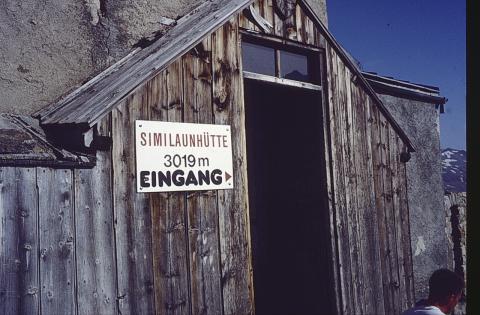 SIMILAUNHÜTTE
3019 m
EINGANG